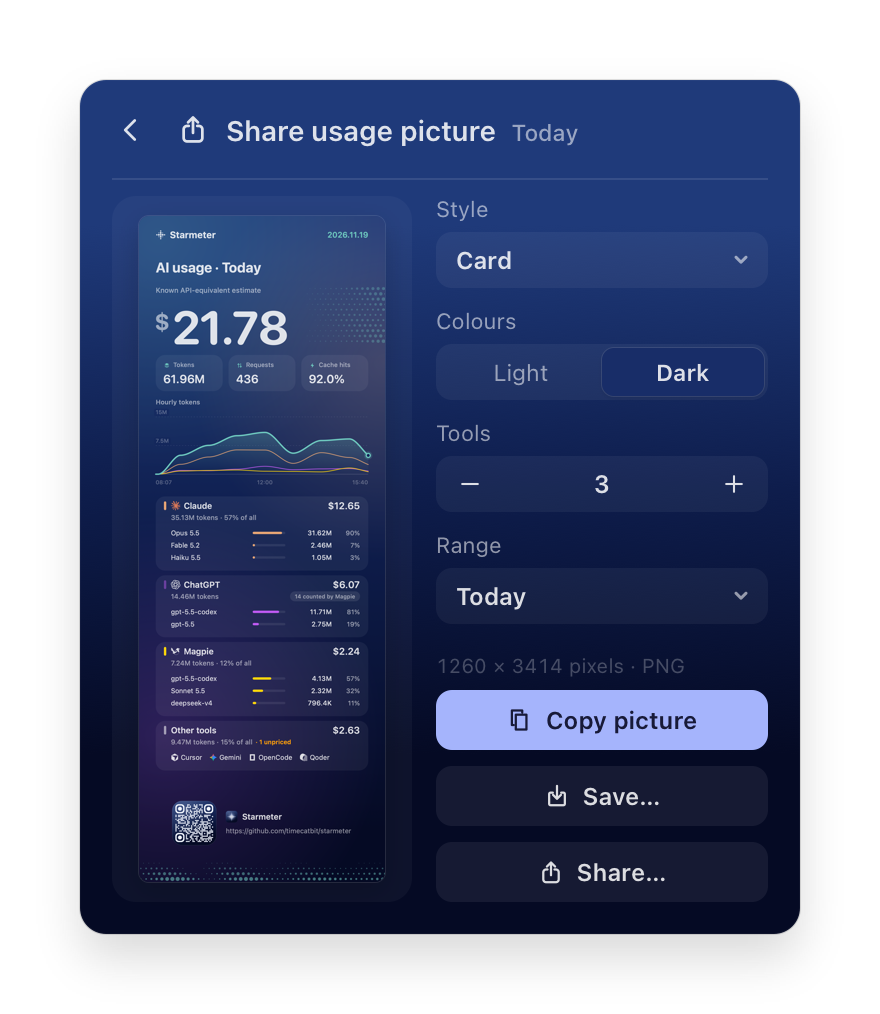 Share usage picture Today
Starmeter 2026.11.19
AI usage · Today
Known API-equivalent estimate
$21.78
Tokens Requests Cache hits
61.96M 436 92.0%
Hourly tokens
15M
7.5M
08:07 12:00 18:40
Claude $12.65
35.13M tokens · 57% of all
Opus 5.5 31.62M 90%
Fable 5.2 2.46M 7%
Haiku 5.5 1.05M 3%
ChatGPT $6.07
14.46M tokens 14 counted by Magpie
gpt-5.5-codex 11.71M 81%
gpt-5.5 2.75M 19%
Magpie $2.24
7.24M tokens · 12% of all
gpt-5.5-codex 4.13M 57%
Sonnet 5.5 2.32M 32%
deepseek-v4 796.4K 11%
Other tools $2.63
9.47M tokens · 15% of all · 1 unpriced
Cursor Gemini OpenCode Qoder
Starmeter
https://github.com/timecatbit/starmeter
Style
Card
Colours
Light Dark
Tools
− 3 +
Range
Today
1260 × 3414 pixels · PNG
Copy picture
Save...
Share...